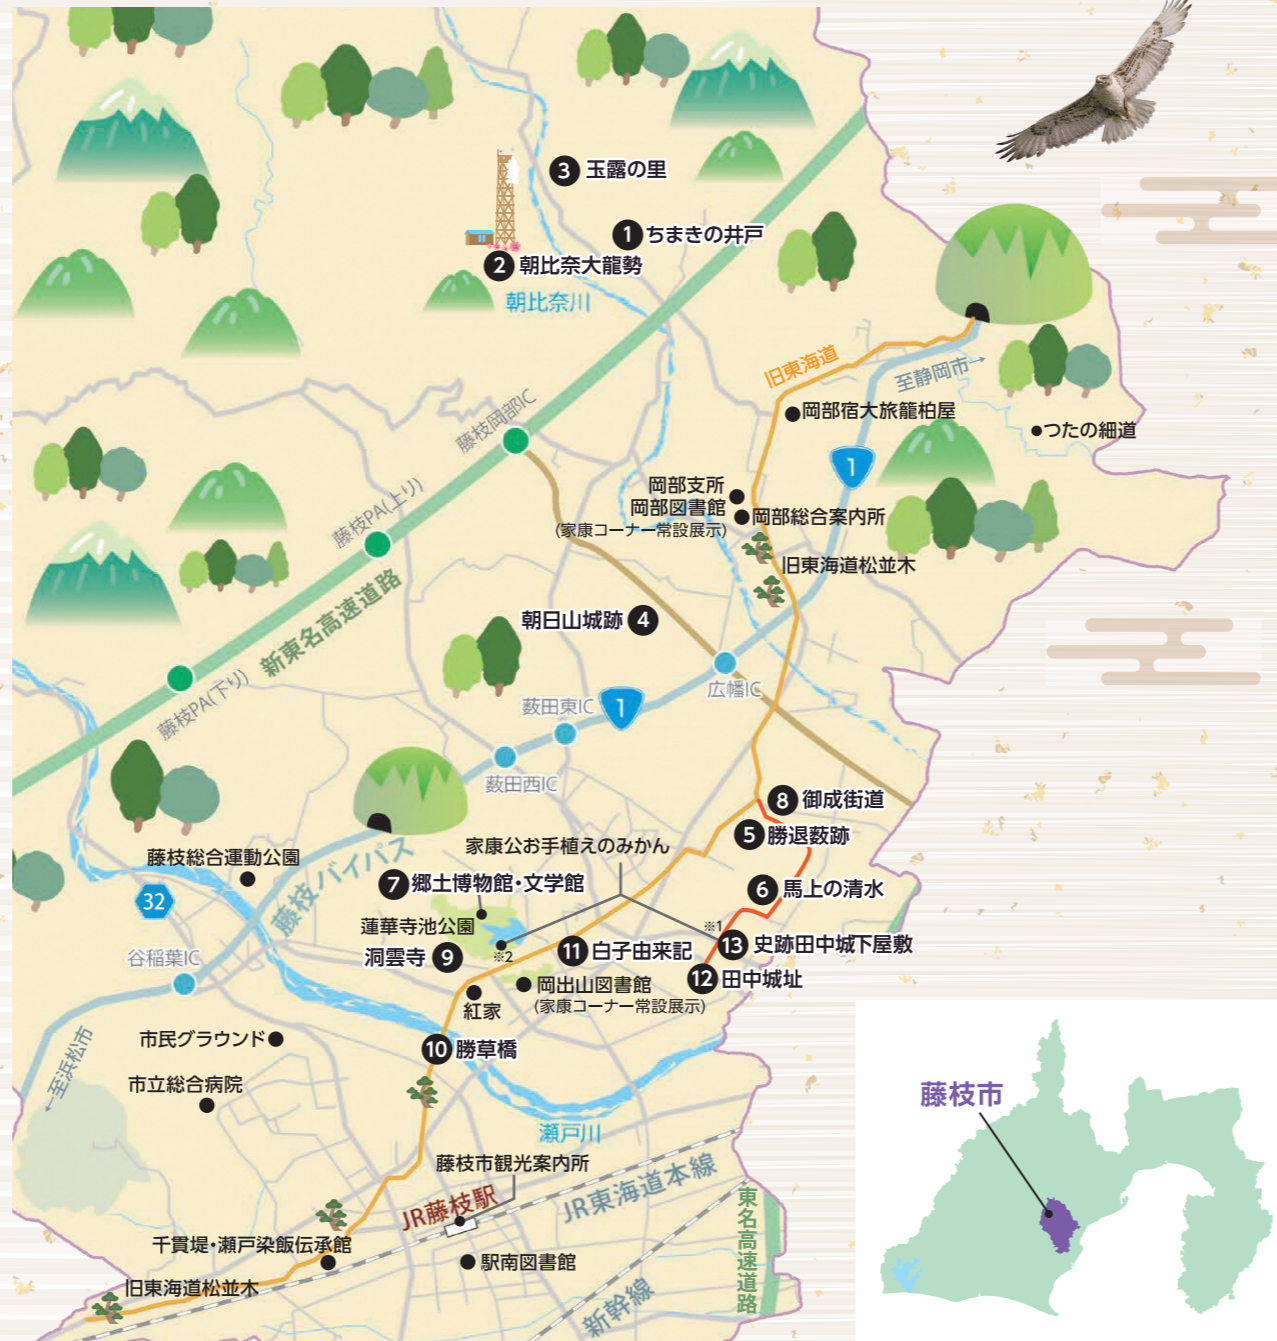 3 玉露の里
1 ちまきの井戸
2 朝比奈大龍勢
朝比奈川
旧東海道
至静岡市→
藤枝岡部IC
岡部宿大旅籠柏屋
つたの細道
1
藤枝PA(上り)
岡部支所
岡部図書館
(家康コーナー常設展示)
岡部総合案内所
旧東海道松並木
新東名高速道路
朝日山城跡 4
藤枝PA(下り)
広幡IC
薮田東IC
1
薮田西IC
8 御成街道
5 勝退薮跡
家康公お手植えのみかん
藤枝総合運動公園
藤枝バイパス
7 郷土博物館・文学館
6 馬上の清水
32
蓮華寺池公園
※1
※2
洞雲寺 9
11 白子由来記
13 史跡田中城下屋敷
谷稲葉IC
12 田中城址
岡出山図書館
(家康コーナー常設展示)
紅家
市民グラウンド
10 勝草橋
←至浜松市
市立総合病院
瀬戸川
藤枝市観光案内所
JR藤枝駅
JR東海道本線
東名高速道路
千貫堤・瀬戸染飯伝承館
駅南図書館
旧東海道松並木
新幹線
藤枝市